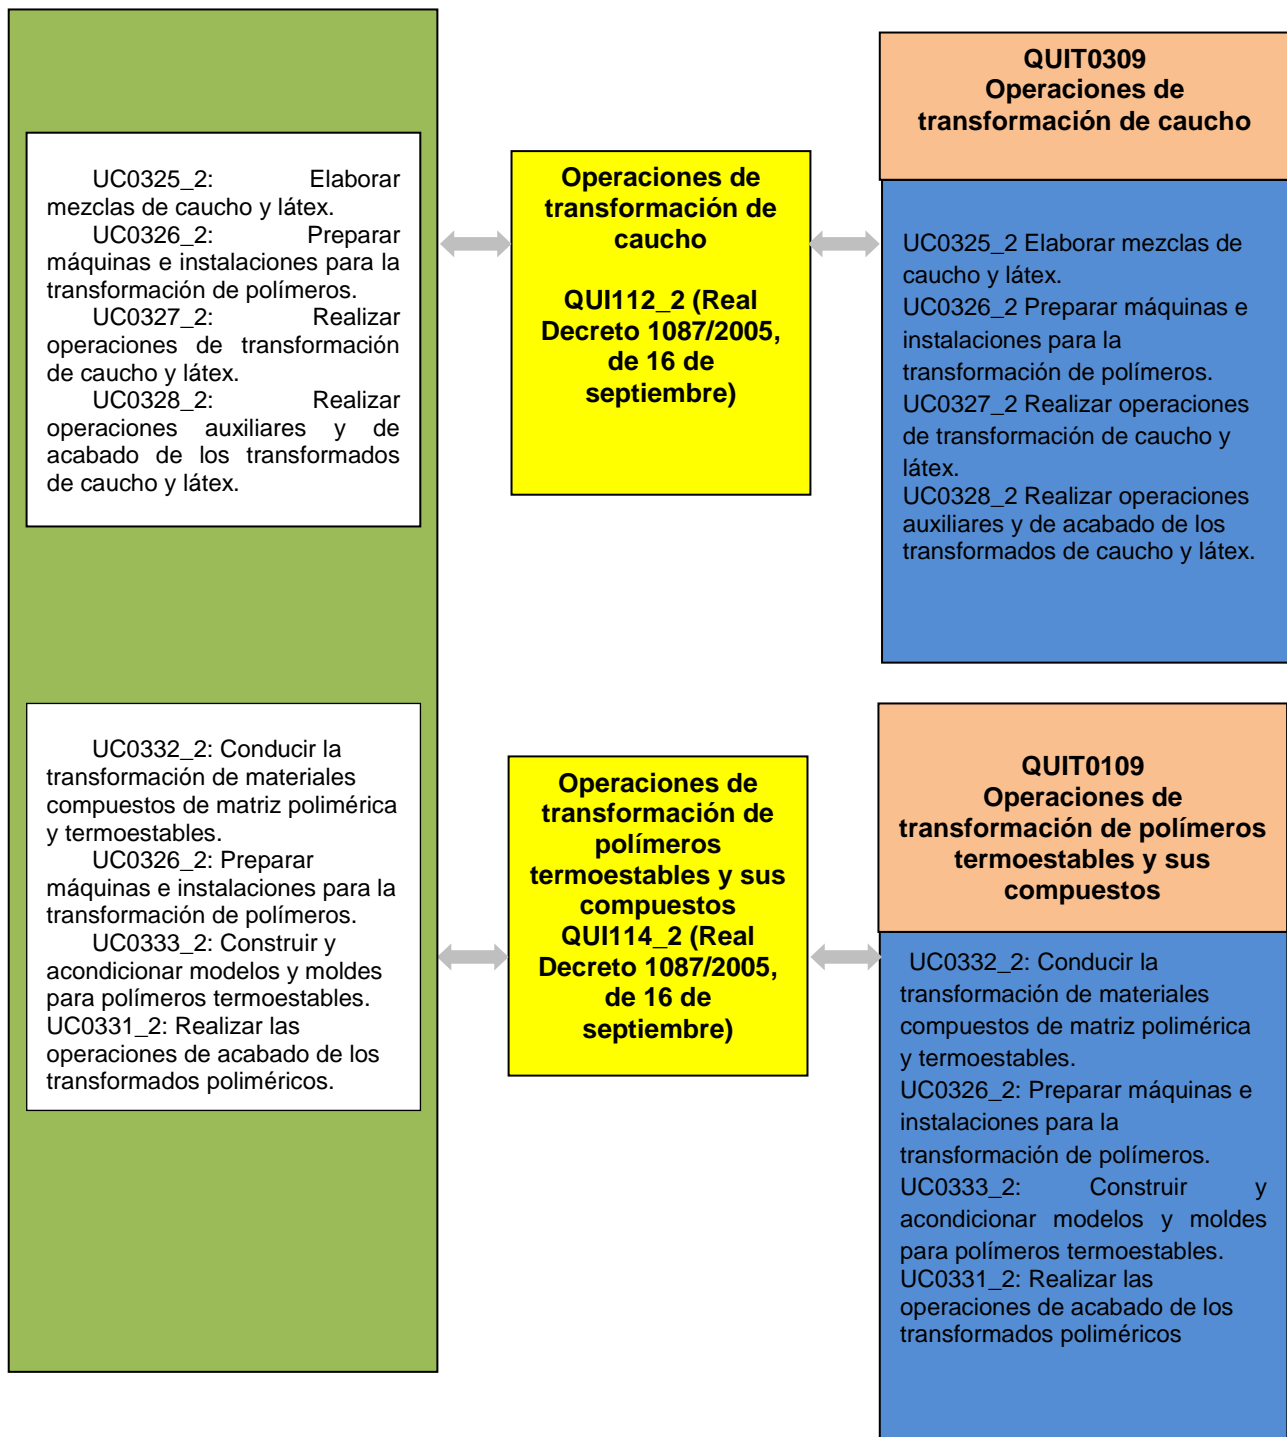 UC0325_2: Elaborar
mezclas de caucho y látex.
UC0326_2: Preparar
máquinas e instalaciones para la
transformación de polímeros.
UC0327_2: Realizar
operaciones de transformación
de caucho y látex.
UC0328_2: Realizar
operaciones auxiliares y de
acabado de los transformados
de caucho y látex.
Operaciones de
transformación de
caucho
QUI112_2 (Real
Decreto 1087/2005,
de 16 de
septiembre)
QUIT0309
Operaciones de
transformación de caucho
UC0325_2 Elaborar mezclas de
caucho y látex.
UC0326_2 Preparar máquinas e
instalaciones para la
transformación de polímeros.
UC0327_2 Realizar operaciones
de transformación de caucho y
látex.
UC0328_2 Realizar operaciones
auxiliares y de acabado de los
transformados de caucho y látex.
UC0332_2: Conducir la
transformación de materiales
compuestos de matriz polimérica
y termoestables.
UC0326_2: Preparar
máquinas e instalaciones para la
transformación de polímeros.
UC0333_2: Construir y
acondicionar modelos y moldes
para polímeros termoestables.
UC0331_2: Realizar las
operaciones de acabado de los
transformados poliméricos.
Operaciones de
transformación de
polímeros
termoestables y sus
compuestos
QUI114_2 (Real
Decreto 1087/2005,
de 16 de
septiembre)
QUIT0109
Operaciones de
transformación de polímeros
termoestables y sus
compuestos
UC0332_2: Conducir la
transformación de materiales
compuestos de matriz polimérica
y termoestables.
UC0326_2: Preparar máquinas e
instalaciones para la
transformación de polímeros.
UC0333_2: Construir y
acondicionar modelos y moldes
para polímeros termoestables.
UC0331_2: Realizar las
operaciones de acabado de los
transformados poliméricos